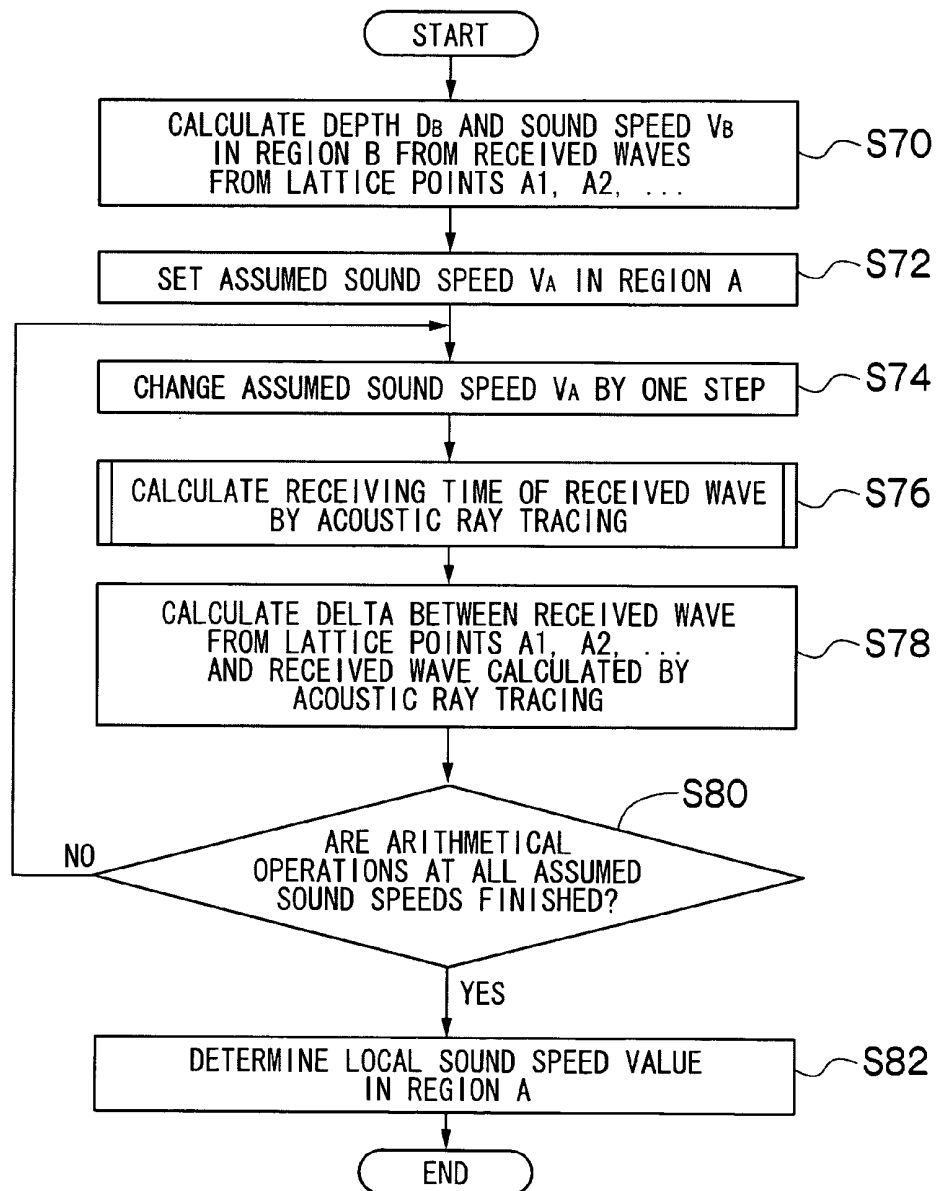 START
CALCULATE DEPTH DB AND SOUND SPEED VB
IN REGION B FROM RECEIVED WAVES
FROM LATTICE POINTS A1, A2, ...
S70
SET ASSUMED SOUND SPEED VA IN REGION A
S72
CHANGE ASSUMED SOUND SPEED VA BY ONE STEP
S74
CALCULATE RECEIVING TIME OF RECEIVED WAVE
BY ACOUSTIC RAY TRACING
S76
CALCULATE DELTA BETWEEN RECEIVED WAVE
FROM LATTICE POINTS A1, A2, ...
AND RECEIVED WAVE CALCULATED BY
ACOUSTIC RAY TRACING
S78
S80
ARE ARITHMETICAL
OPERATIONS AT ALL ASSUMED
SOUND SPEEDS FINISHED?
NO
YES
DETERMINE LOCAL SOUND SPEED VALUE
IN REGION A
S82
END